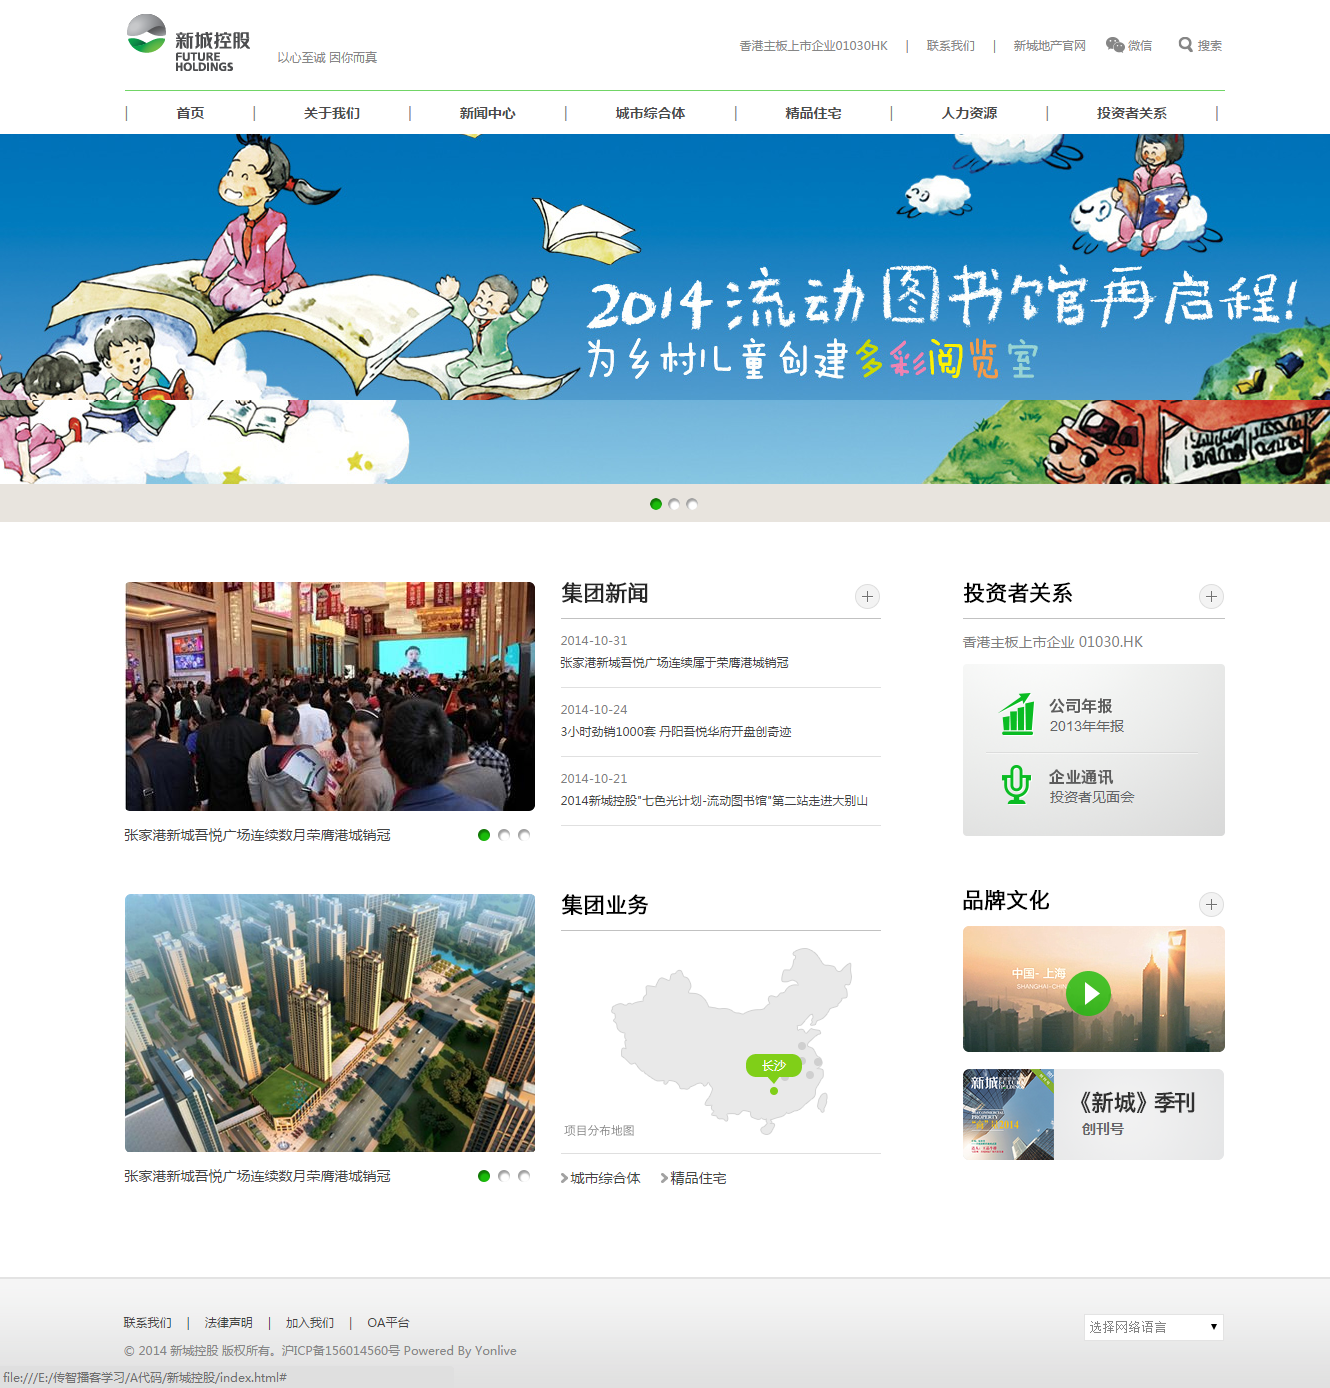 新城控股
FUTURE
HOLDINGS
以心至诚 因你而真
香港主板上市企业01030HK | 联系我们 | 新城地产官网 微信 搜索
| 首页 | 关于我们 | 新闻中心 | 城市综合体 | 精品住宅 | 人力资源 | 投资者关系 |
2014流动图书馆再启程!
为乡村儿童创建多彩阅览室
集团新闻
2014-10-31
张家港新城吾悦广场连续属于荣膺港城销冠
2014-10-24
3小时劲销1000套 丹阳吾悦华府开盘创奇迹
2014-10-21
2014新城控股"七色光计划-流动图书馆"第二站走进大别山
张家港新城吾悦广场连续数月荣膺港城销冠
投资者关系
香港主板上市企业 01030.HK
公司年报
2013年年报
企业通讯
投资者见面会
集团业务
长沙
项目分布地图
城市综合体 精品住宅
张家港新城吾悦广场连续数月荣膺港城销冠
品牌文化
中国- 上海
SHANGHAI-CHIN
新城
《新城》季刊
创刊号
联系我们 | 法律声明 | 加入我们 | OA平台
© 2014 新城控股 版权所有。沪ICP备156014560号 Powered By Yonlive
选择网络语言
file:///E:/传智播客学习/A代码/新城控股/index.html#